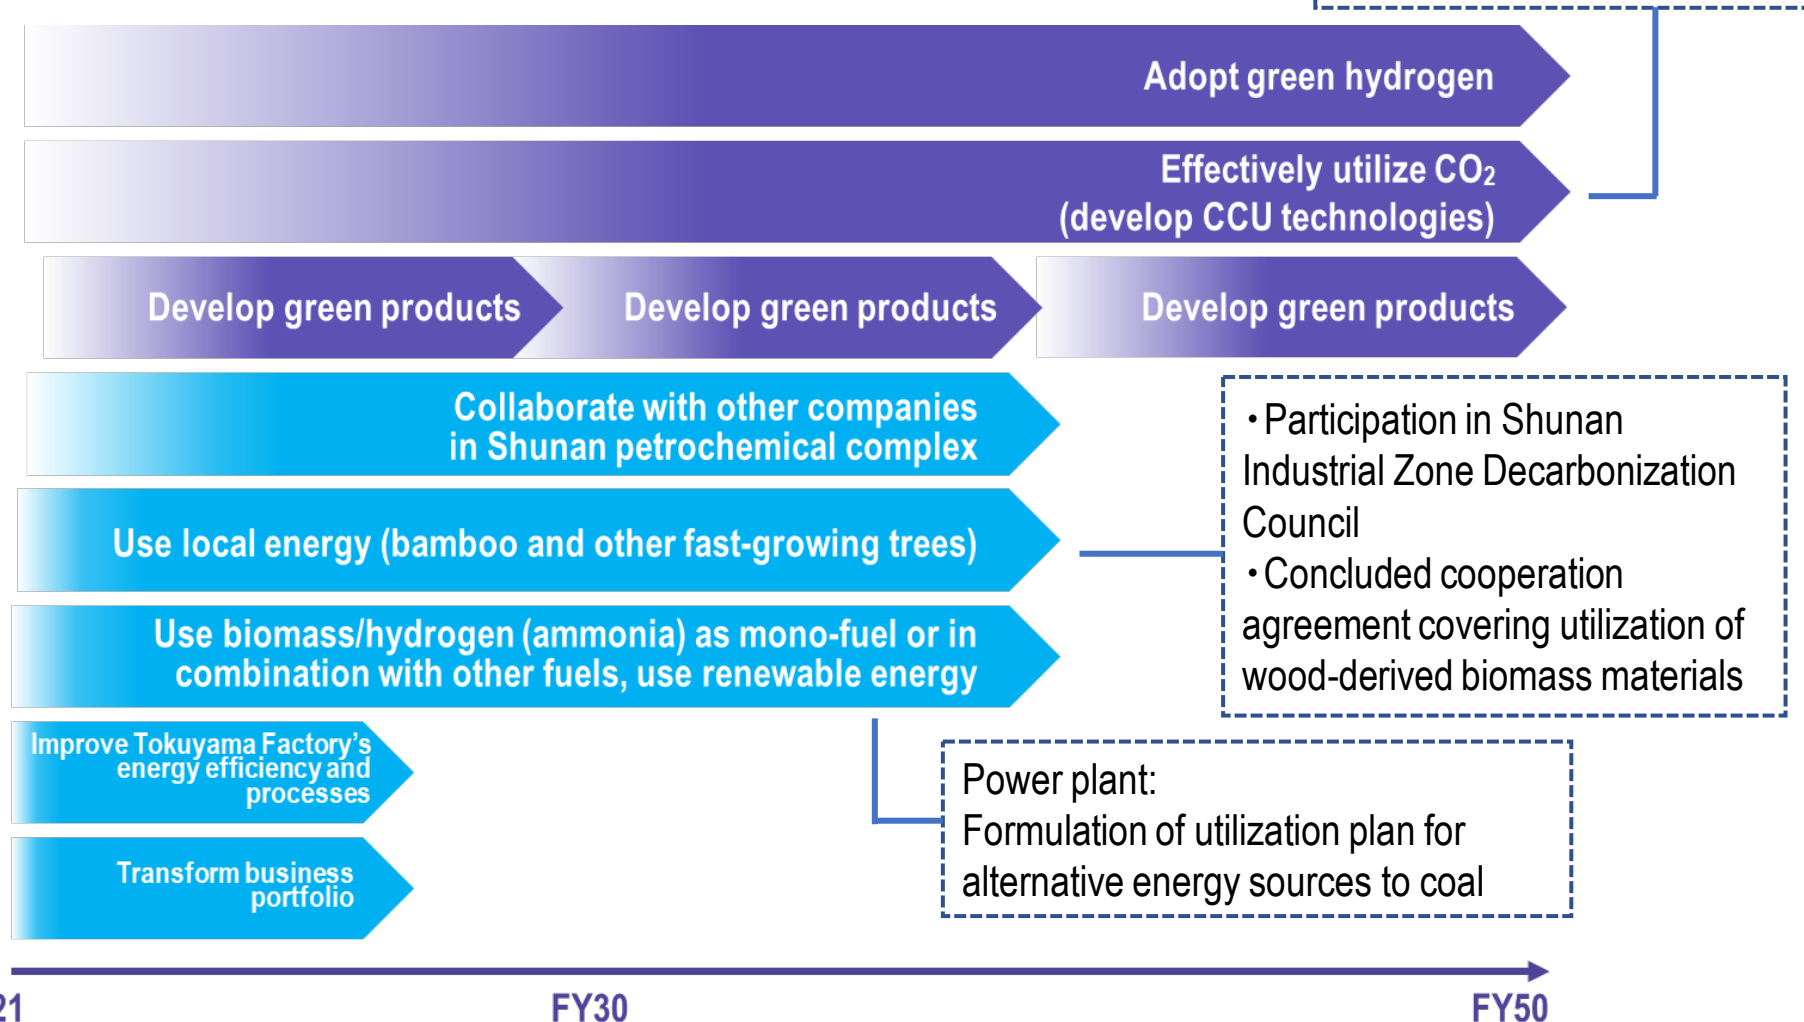 Adopt green hydrogen
Effectively utilize CO₂
(develop CCU technologies)
Develop green products
Develop green products
Develop green products
Collaborate with other companies
in Shunan petrochemical complex
Use local energy (bamboo and other fast-growing trees)
Use biomass/hydrogen (ammonia) as mono-fuel or in
combination with other fuels, use renewable energy
Improve Tokuyama Factory's
energy efficiency and
processes
Transform business
portfolio
・Participation in Shunan
Industrial Zone Decarbonization
Council
・Concluded cooperation
agreement covering utilization of
wood-derived biomass materials
Power plant:
Formulation of utilization plan for
alternative energy sources to coal
21
FY30
FY50